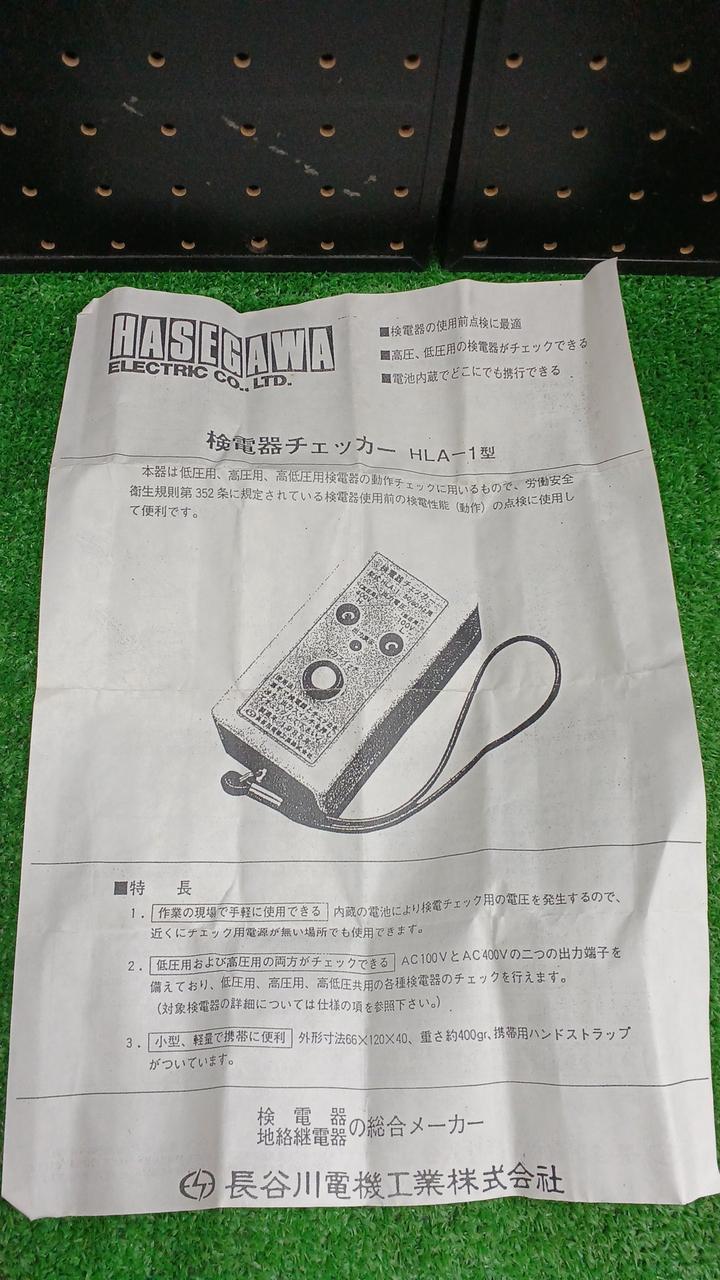 HASEGAWA
ELECTRIC CO., LTD.
■検電器の使用前点検に最適
■高圧、低圧用の検電器がチェックできる
■電池内蔵でどこにでも携行できる
検電器チェッカー HLA－1型
本器は低圧用、高圧用、高低圧用検電器の動作チェックに用いるもので、労働安全
衛生規則第352条に規定されている検電器使用前の検電性能（動作）の点検に使用し
て便利です。
検電器チェッカー
100V
■特 長
1．作業の現場で手軽に使用できる 内蔵の電池により検電チェック用の電圧を発生するので、
近くにチェック用電源が無い場所でも使用できます。
2．低圧用および高圧用の両方がチェックできる AC100VとAC400Vの二つの出力端子を
備えており、低圧用、高圧用、高低圧共用の各種検電器のチェックを行えます。
（対象検電器の詳細については仕様の項を参照下さい。）
3．小型、軽量で携帯に便利 外形寸法66×120×40、重さ約400gr、携帯用ハンドストラップ
がついています。
検電器
地絡継電器の総合メーカー
長谷川電機工業株式会社